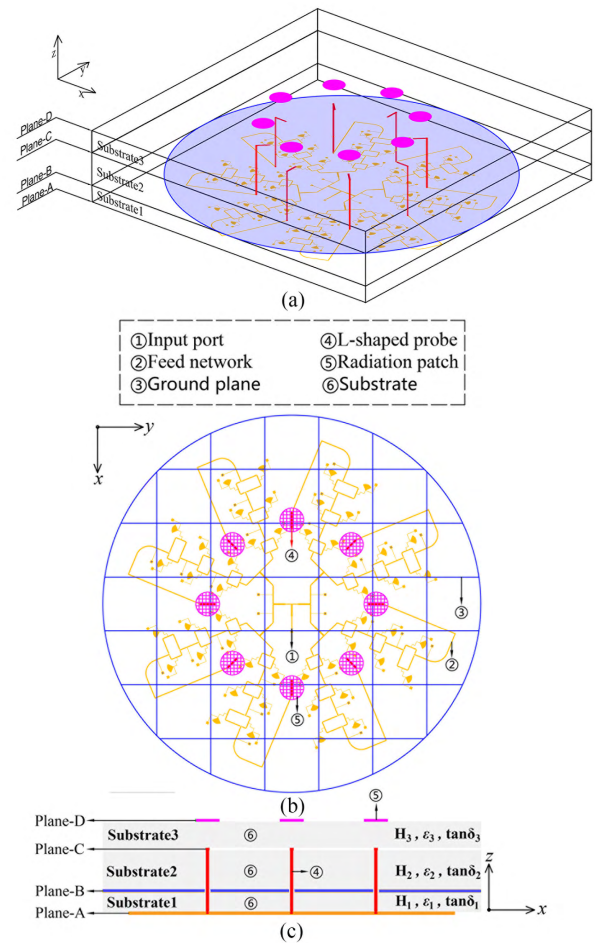 z
y
x
Plane-D
Plane-C
Plane-B
Plane-A
Substrate3
Substrate2
Substrate1
(a)
①Input port ④L-shaped probe
②Feed network ⑤Radiation patch
③Ground plane ⑥Substrate
y
x
④
③
①
②
⑤
(b)
⑤
Plane-D
Substrate3 ⑥ H₃ , ε₃ , tanδ₃
Plane-C
z
Substrate2 ⑥ ④ H₂ , ε₂ , tanδ₂
Plane-B
Substrate1 ⑥ H₁ , ε₁ , tanδ₁
Plane-A
x
(c)